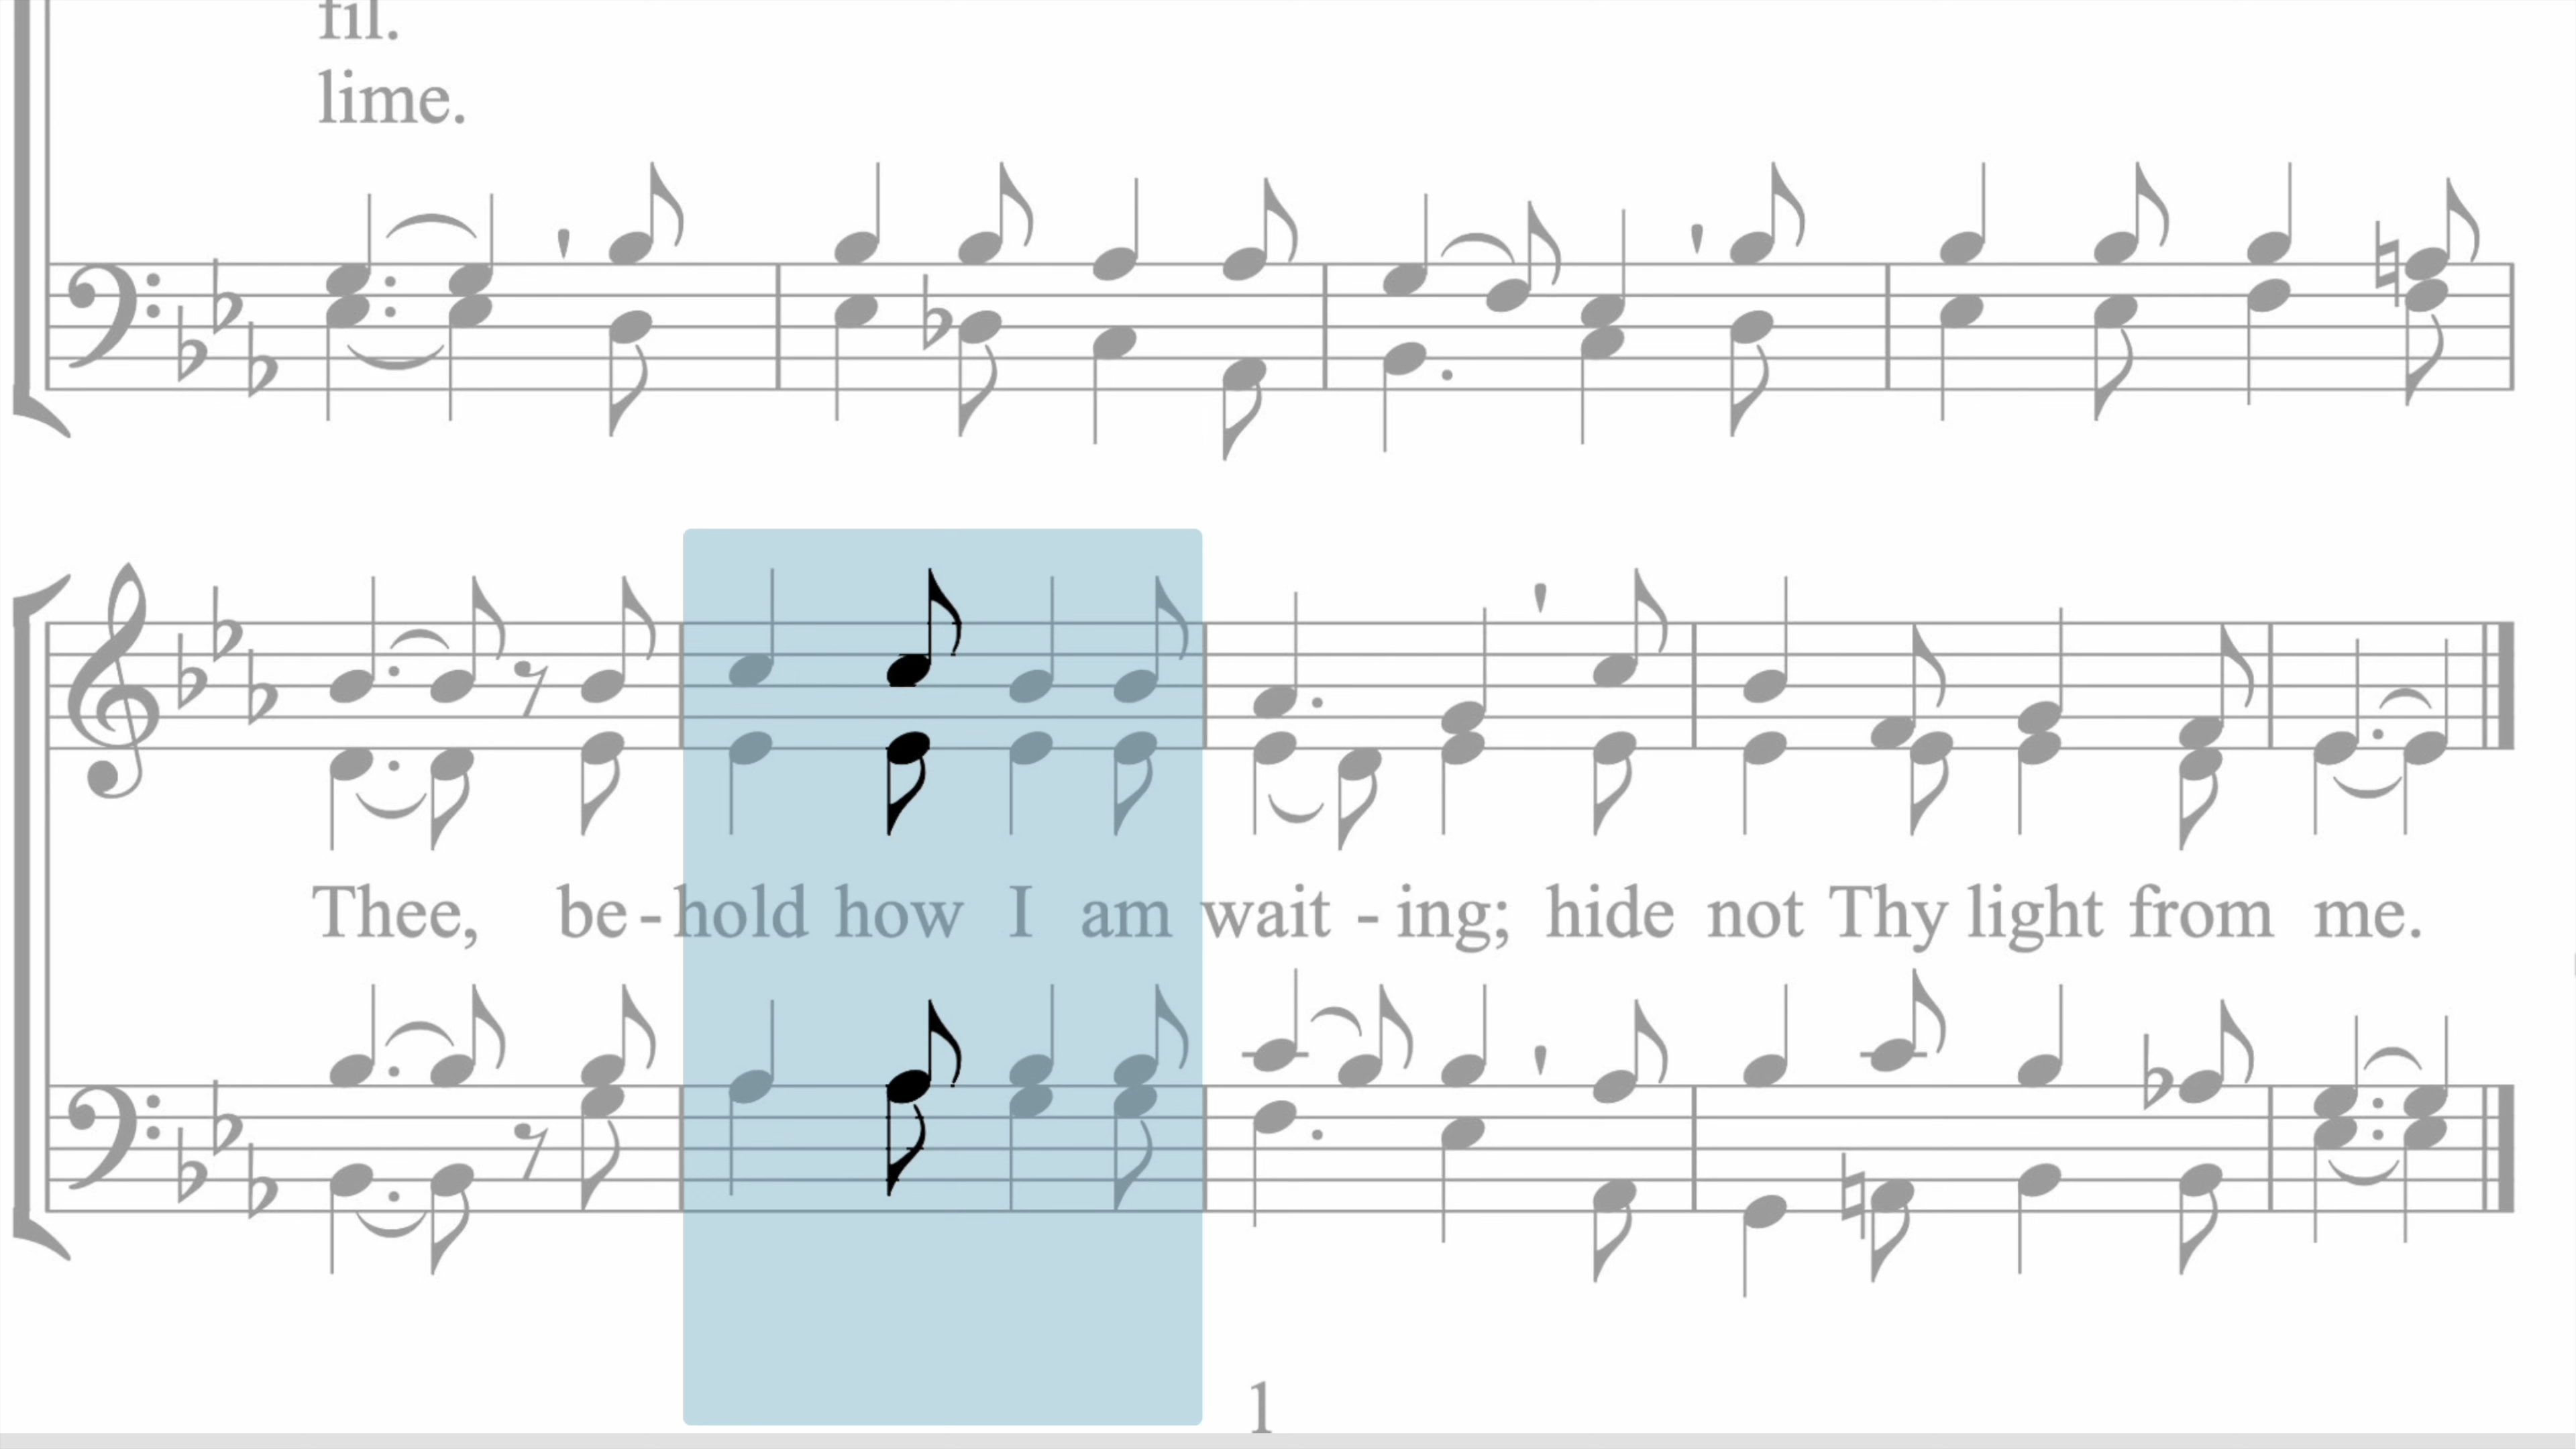 fil.
lime.
Thee, be-hold how I am wait-ing; hide not Thy light from me.
1